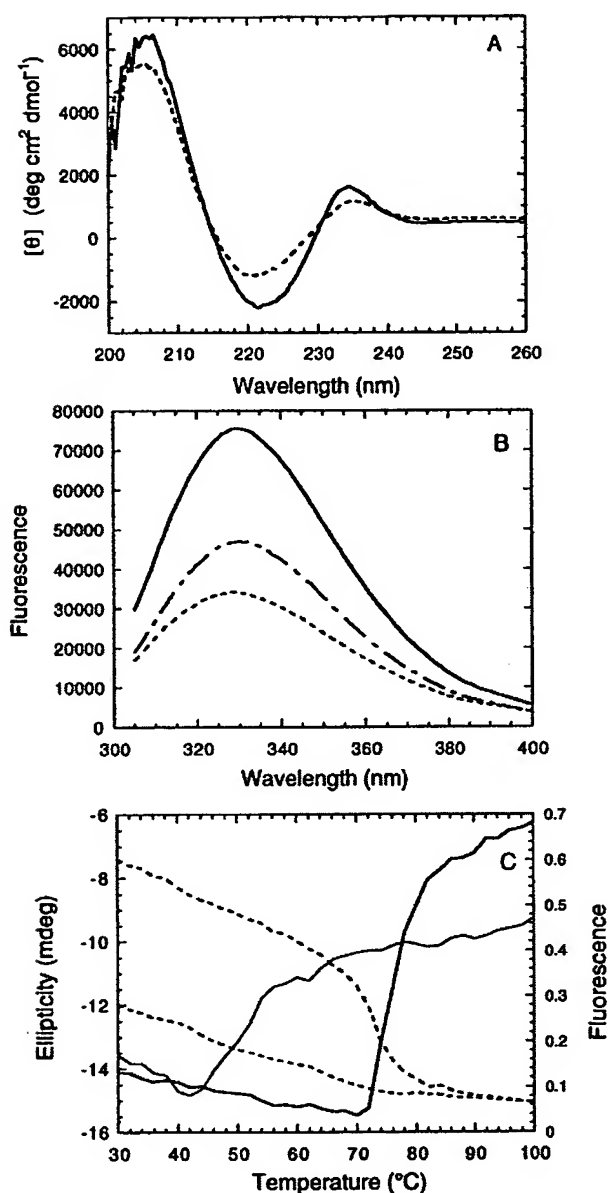 A
[θ] (deg cm² dmol⁻¹)
6000
4000
2000
0
-2000
200 210 220 230 240 250 260
Wavelength (nm)
B
Fluorescence
80000
70000
60000
50000
40000
30000
20000
10000
0
300 320 340 360 380 400
Wavelength (nm)
C
Ellipticity (mdeg)
-6
-8
-10
-12
-14
-16
Fluorescence
0.7
0.6
0.5
0.4
0.3
0.2
0.1
0
30 40 50 60 70 80 90 100
Temperature (°C)